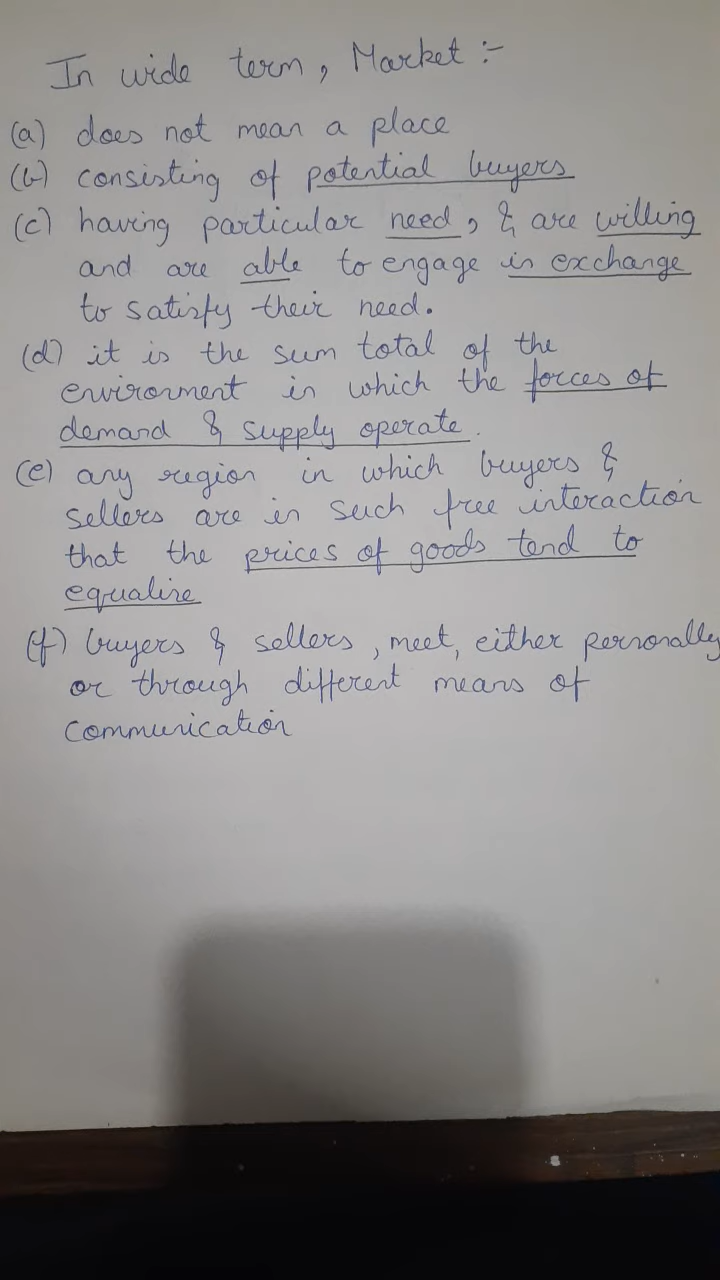 In wide term, Market :-
(a) does not mean a place
(b) consisting of potential buyers
(c) having particular need, & are willing
and are able to engage in exchange
to satisfy their need.
(d) it is the sum total of the
environment in which the forces of
demand & supply operate.
(e) any region in which buyers &
sellers are in such free interaction
that the prices of goods tend to
equalize
(f) buyers & sellers, meet, either personally
or through different means of
communication